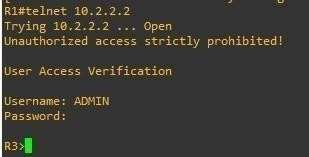 R1#telnet 10.2.2.2
Trying 10.2.2.2 ... Open
Unauthorized access strictly prohibited!
User Access Verification
Username: ADMIN
Password:
R3>